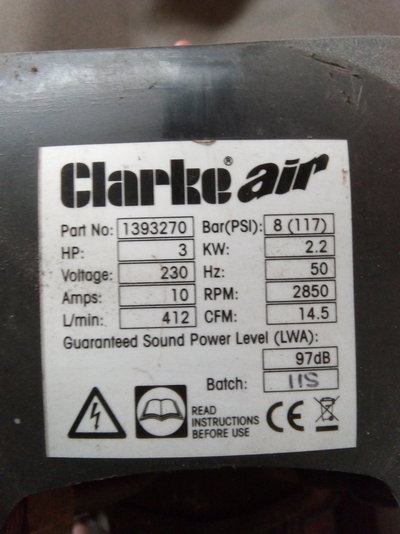 Clarke® air
Part No: 1393270 Bar(PSI): 8 (117)
HP: 3 KW: 2.2
Voltage: 230 Hz: 50
Amps: 10 RPM: 2850
L/min: 412 CFM: 14.5
Guaranteed Sound Power Level (LWA):
97dB
Batch: 11S
READ
INSTRUCTIONS
BEFORE USE
CE